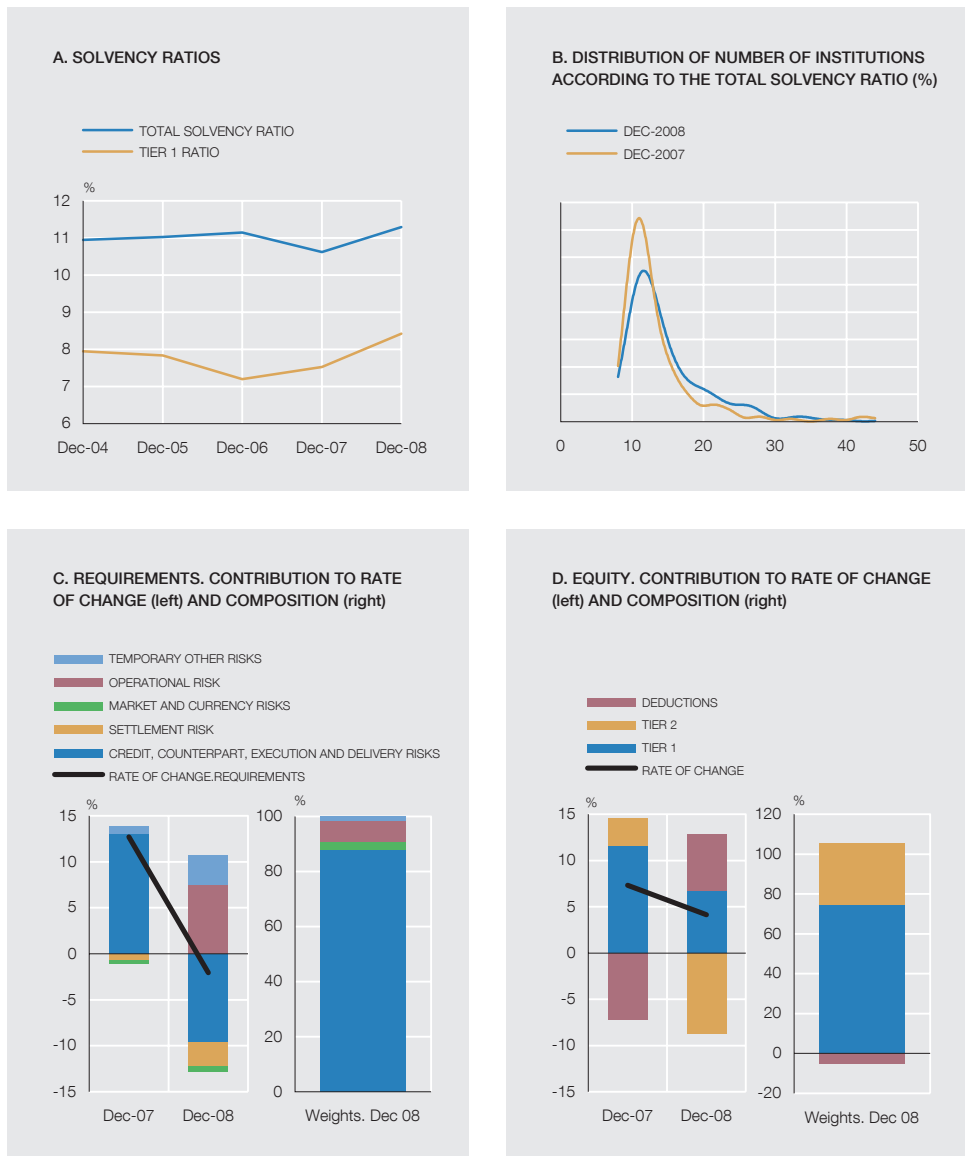 A. SOLVENCY RATIOS
TOTAL SOLVENCY RATIO
TIER 1 RATIO
%
12
11
10
9
8
7
6
Dec-04 Dec-05 Dec-06 Dec-07 Dec-08
B. DISTRIBUTION OF NUMBER OF INSTITUTIONS
ACCORDING TO THE TOTAL SOLVENCY RATIO (%)
DEC-2008
DEC-2007
0 10 20 30 40 50
C. REQUIREMENTS. CONTRIBUTION TO RATE
OF CHANGE (left) AND COMPOSITION (right)
TEMPORARY OTHER RISKS
OPERATIONAL RISK
MARKET AND CURRENCY RISKS
SETTLEMENT RISK
CREDIT, COUNTERPART, EXECUTION AND DELIVERY RISKS
RATE OF CHANGE.REQUIREMENTS
%
15
10
5
0
-5
-10
-15
Dec-07 Dec-08
%
100
80
60
40
20
0
Weights. Dec 08
D. EQUITY. CONTRIBUTION TO RATE OF CHANGE
(left) AND COMPOSITION (right)
DEDUCTIONS
TIER 2
TIER 1
RATE OF CHANGE
%
15
10
5
0
-5
-10
-15
Dec-07 Dec-08
%
120
100
80
60
40
20
0
-20
Weights. Dec 08